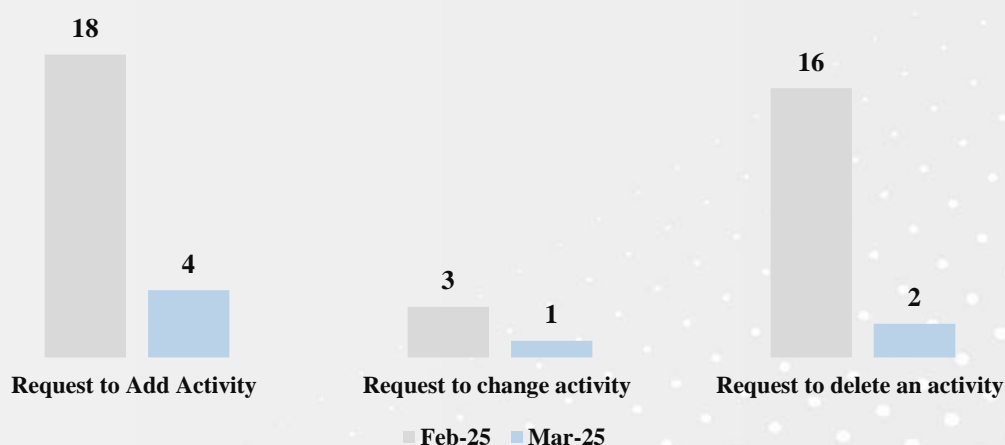 18
16
4
3
1
2
Request to Add Activity
Request to change activity
Request to delete an activity
Feb-25 Mar-25